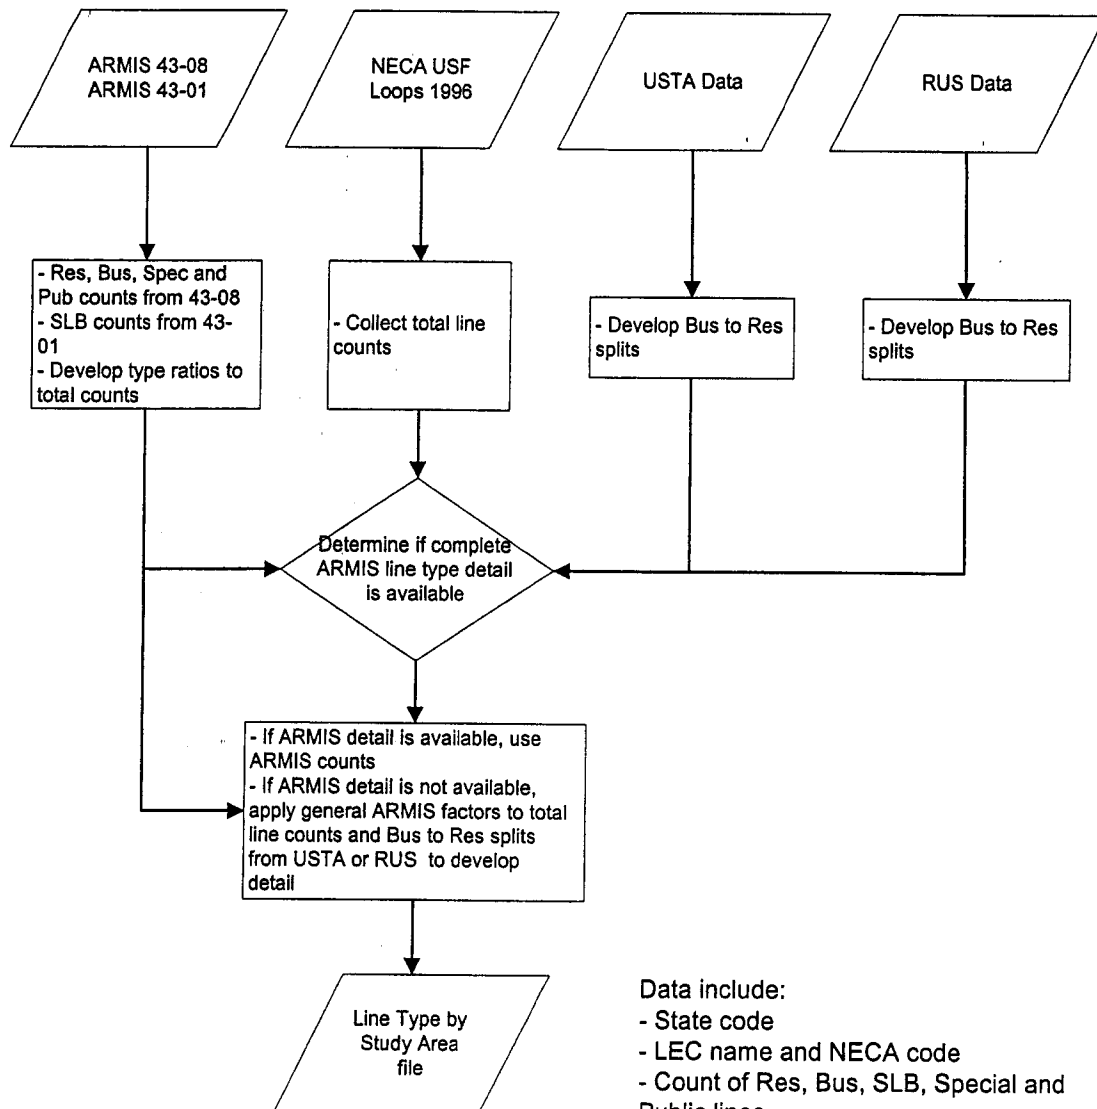 ARMIS 43-08
ARMIS 43-01
NECA USF
Loops 1996
USTA Data
RUS Data
- Res, Bus, Spec and
Pub counts from 43-08
- SLB counts from 43-
01
- Develop type ratios to
total counts
- Collect total line
counts
- Develop Bus to Res
splits
- Develop Bus to Res
splits
Determine if complete
ARMIS line type detail
is available
- If ARMIS detail is available, use
ARMIS counts
- If ARMIS detail is not available,
apply general ARMIS factors to total
line counts and Bus to Res splits
from USTA or RUS to develop
detail
Line Type by
Study Area
file
Data include:
- State code
- LEC name and NECA code
- Count of Res, Bus, SLB, Special and
Public lines